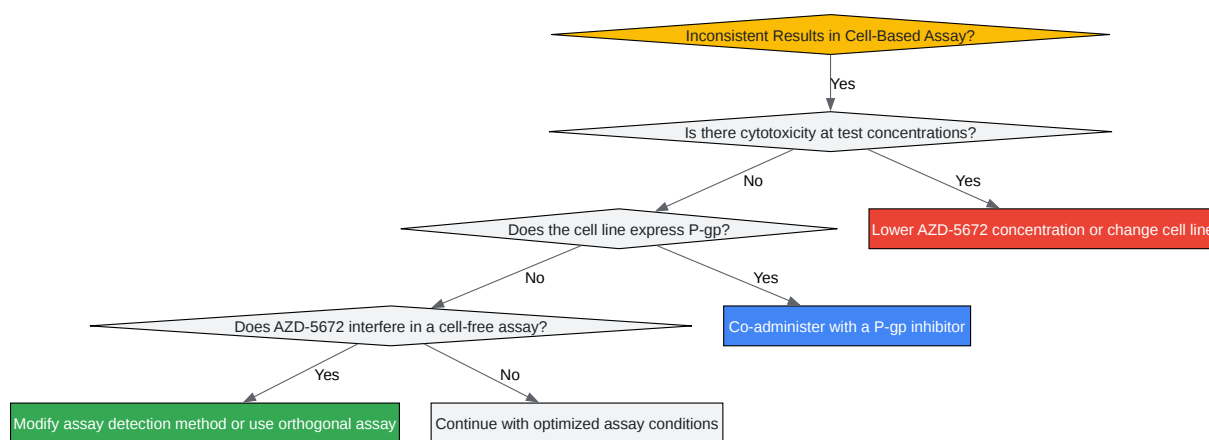 Inconsistent Results in Cell-Based Assay?
Yes
Is there cytotoxicity at test concentrations?
No
Yes
Does the cell line express P-gp?
Lower AZD-5672 concentration or change cell line
No
Yes
Does AZD-5672 interfere in a cell-free assay?
Co-administer with a P-gp inhibitor
Yes
No
Modify assay detection method or use orthogonal assay
Continue with optimized assay conditions